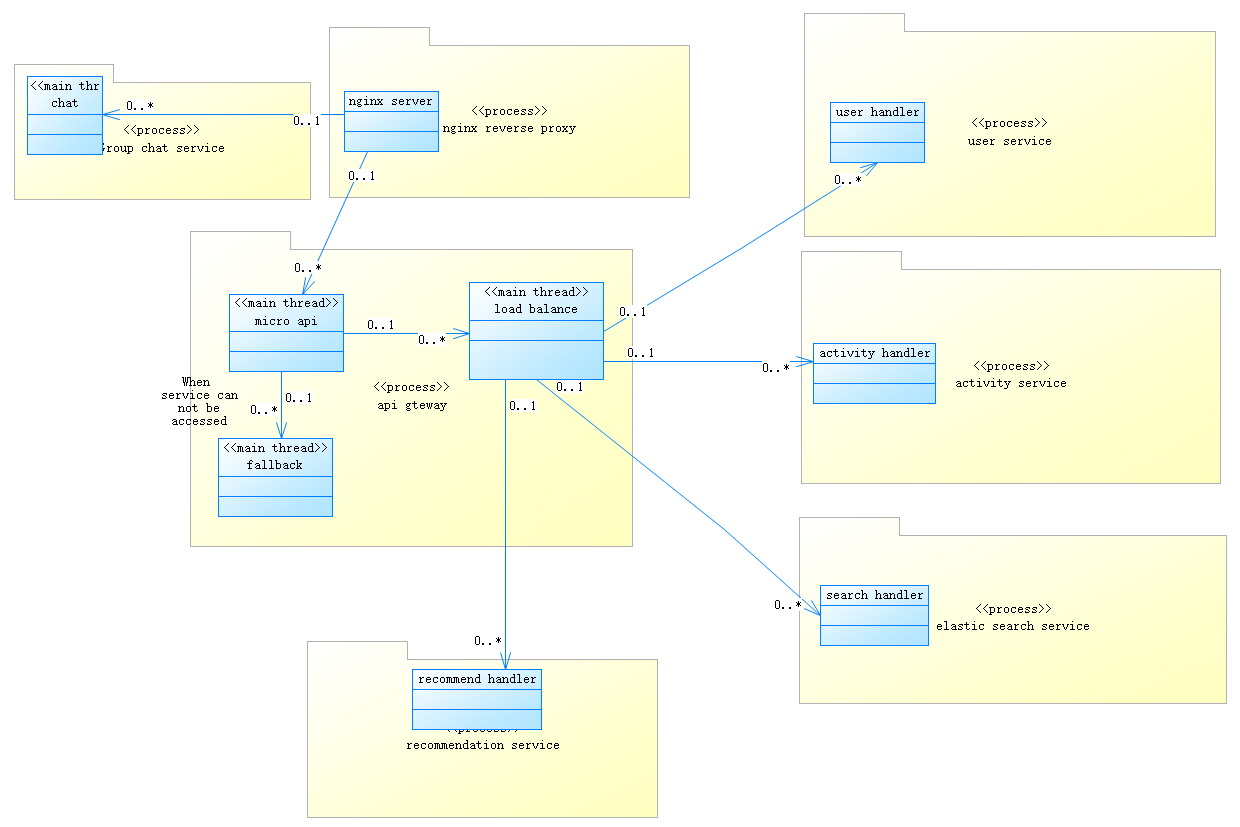 <<main thr
chat
0..*
0..1
<<process>>
Group chat service
nginx server
<<process>>
nginx reverse proxy
0..1
0..*
user handler
<<process>>
user service
0..*
<<main thread>>
micro api
0..1
0..*
<<main thread>>
load balance
0..1
0..1
0..1
0..1
<<process>>
api gteway
When
service can
not be
accessed
0..1
0..*
<<main thread>>
fallback
0..*
activity handler
<<process>>
activity service
0..*
search handler
<<process>>
elastic search service
0..*
recommend handler
<<process>>
recommendation service